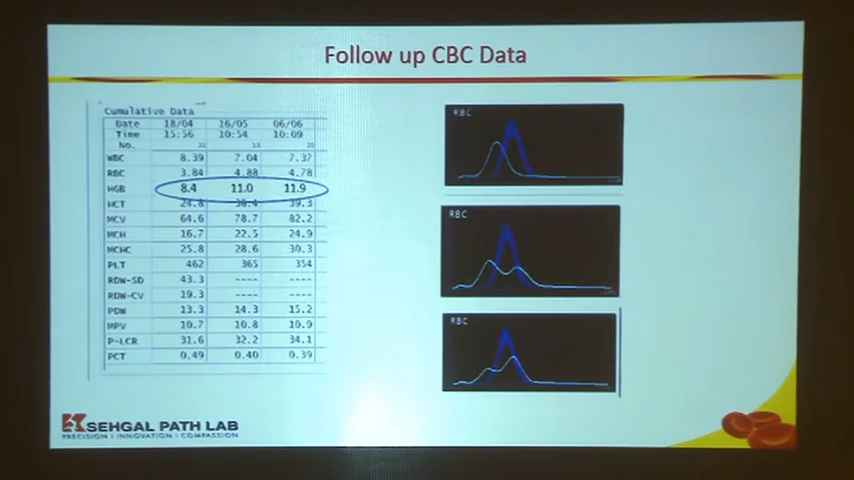 Follow up CBC Data
Cumulative Data
Date 18/04 16/05 06/06
Time 15:56 10:54 10:09
No.
WBC 8.39 7.04 7.37
RBC 3.84 4.88 4.78
HGB 8.4 11.0 11.9
HCT 24.8 38.4 39.3
MCV 64.6 78.7 82.2
MCH 16.7 22.5 24.9
MCHC 25.8 28.6 30.3
PLT 462 365 354
RDW-SD 43.3 ---- ----
RDW-CV 19.3 ---- ----
PDW 13.3 14.3 15.2
MPV 10.7 10.8 10.9
P-LCR 31.6 32.2 34.1
PCT 0.49 0.40 0.39
RBC
RBC
RBC
SEHGAL PATH LAB
PRECISION | INNOVATION | COMPASSION